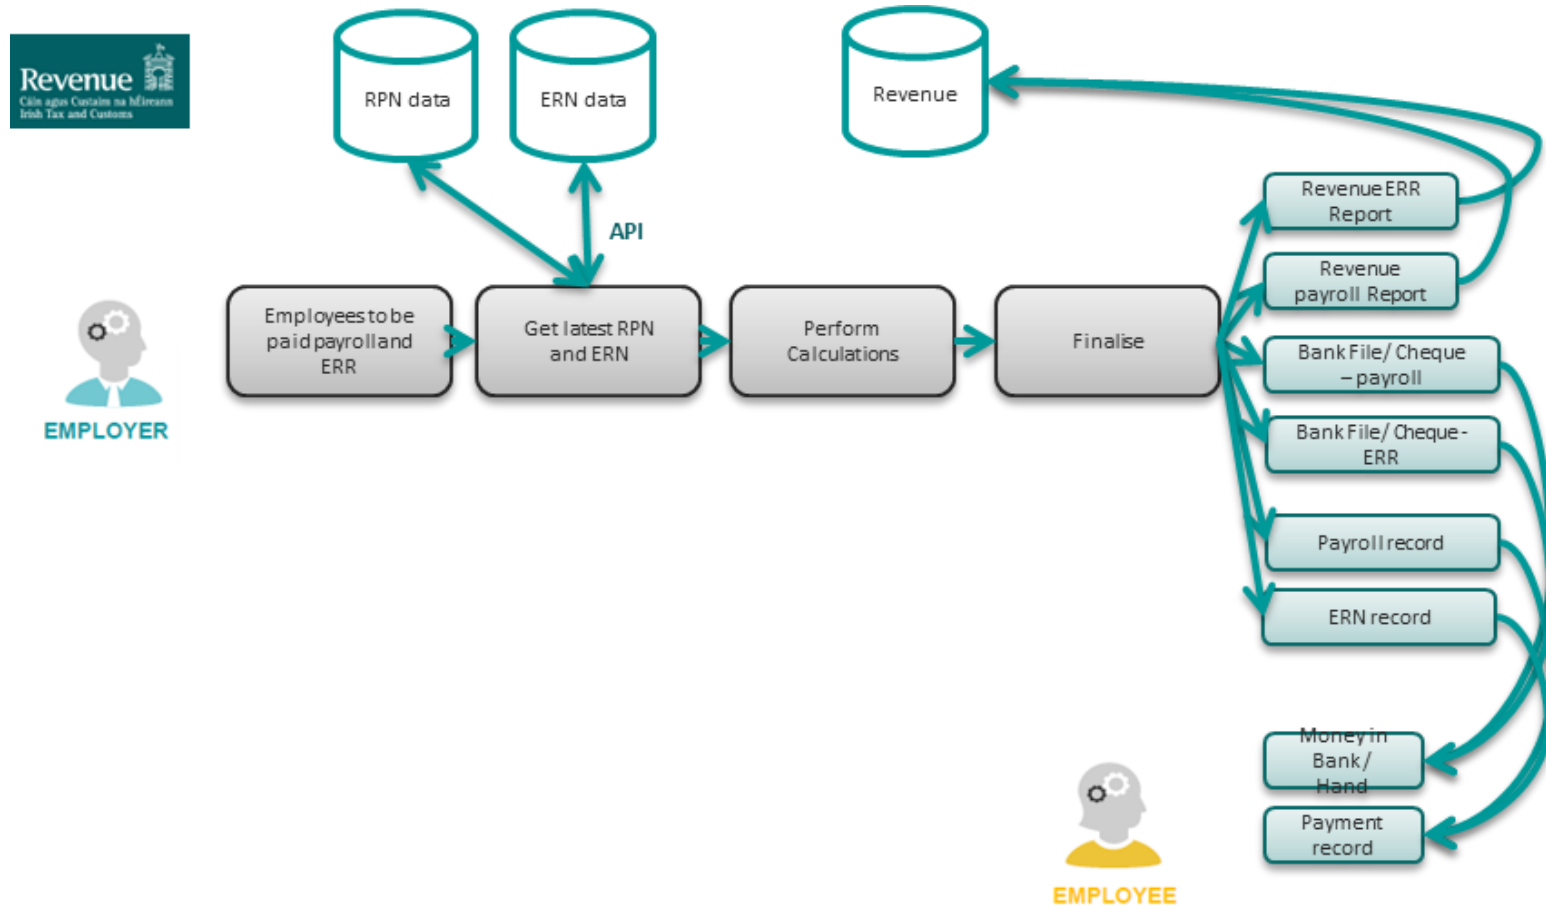 Revenue
Cáin agus Custaim na hÉireann
Irish Tax and Customs
RPN data
ERN data
Revenue
API
Revenue ERR
Report
Revenue
payroll Report
Employees to be
paid payroll and
ERR
Get latest RPN
and ERN
Perform
Calculations
Finalise
Bank File/ Cheque
– payroll
Bank File/ Cheque -
ERR
EMPLOYER
Payroll record
ERN record
Money in
Bank /
Hand
Payment
record
EMPLOYEE